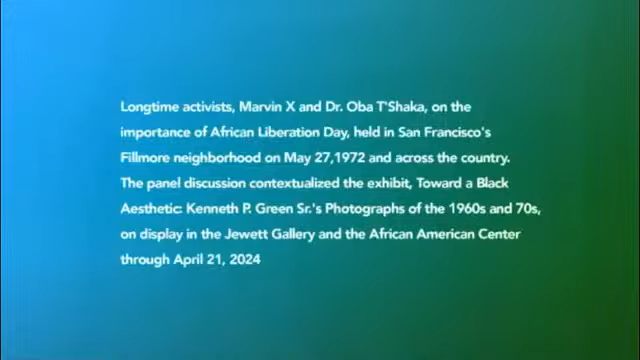 Longtime activists, Marvin X and Dr. Oba T'Shaka, on the
importance of African Liberation Day, held in San Francisco's
Fillmore neighborhood on May 27,1972 and across the country.
The panel discussion contextualized the exhibit, Toward a Black
Aesthetic: Kenneth P. Green Sr.'s Photographs of the 1960s and 70s,
on display in the Jewett Gallery and the African American Center
through April 21, 2024